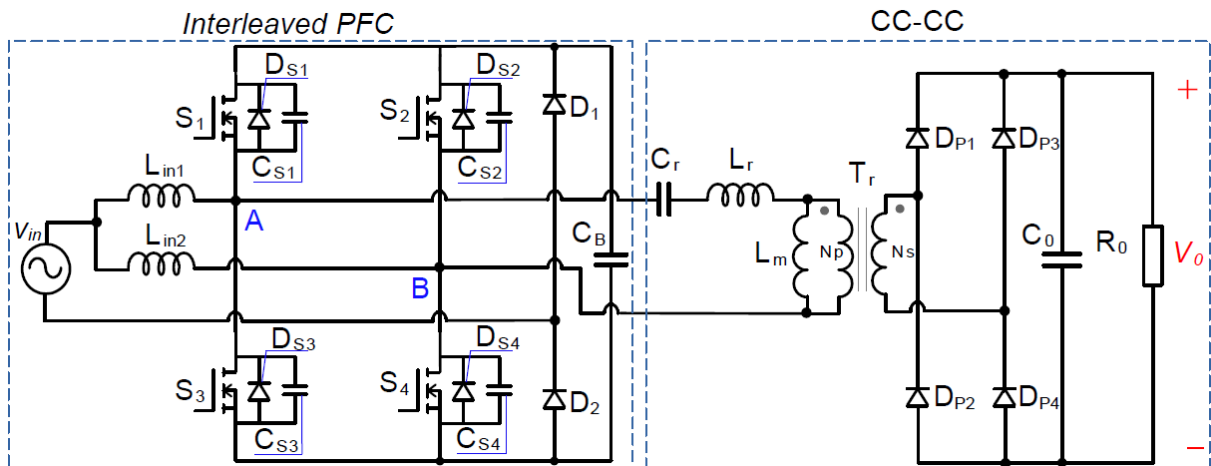 Interleaved PFC
CC-CC
DS1
DS2
S1
S2
CS1
CS2
D1
Lin1
Lin2
Vin
A
B
CB
Cr
Lr
Tr
Lm
Np
Ns
DP1
DP3
C0
R0
V0
+
DS3
DS4
S3
S4
CS3
CS4
D2
DP2
DP4
−